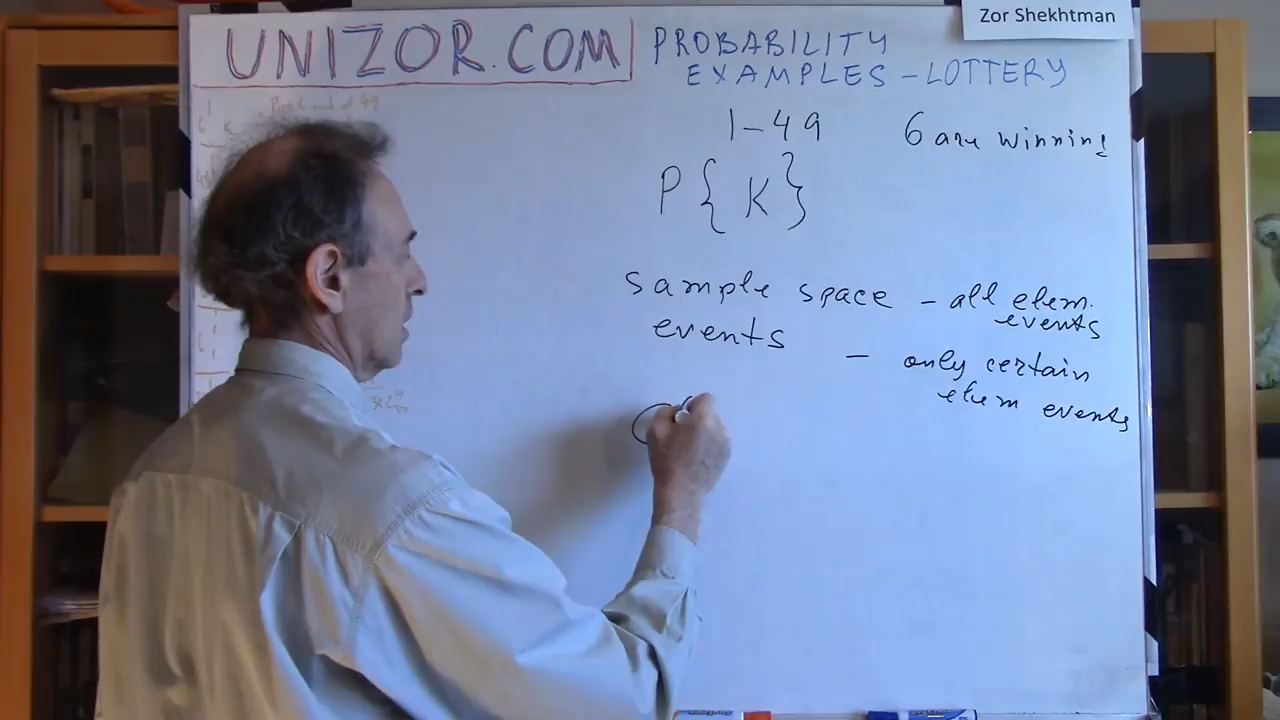 Zor Shekhtman
UNIZOR.COM
PROBABILITY
EXAMPLES - LOTTERY
1-49 6 are winning
P{K}
sample space - all elem.
events
events
- only certain
elem events